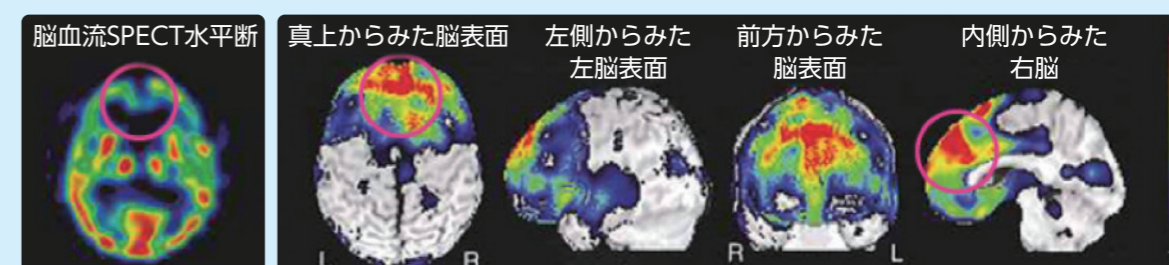 脳血流SPECT水平断
真上からみた脳表面
左側からみた
左脳表面
前方からみた
脳表面
内側からみた
右脳
L
R
R
L